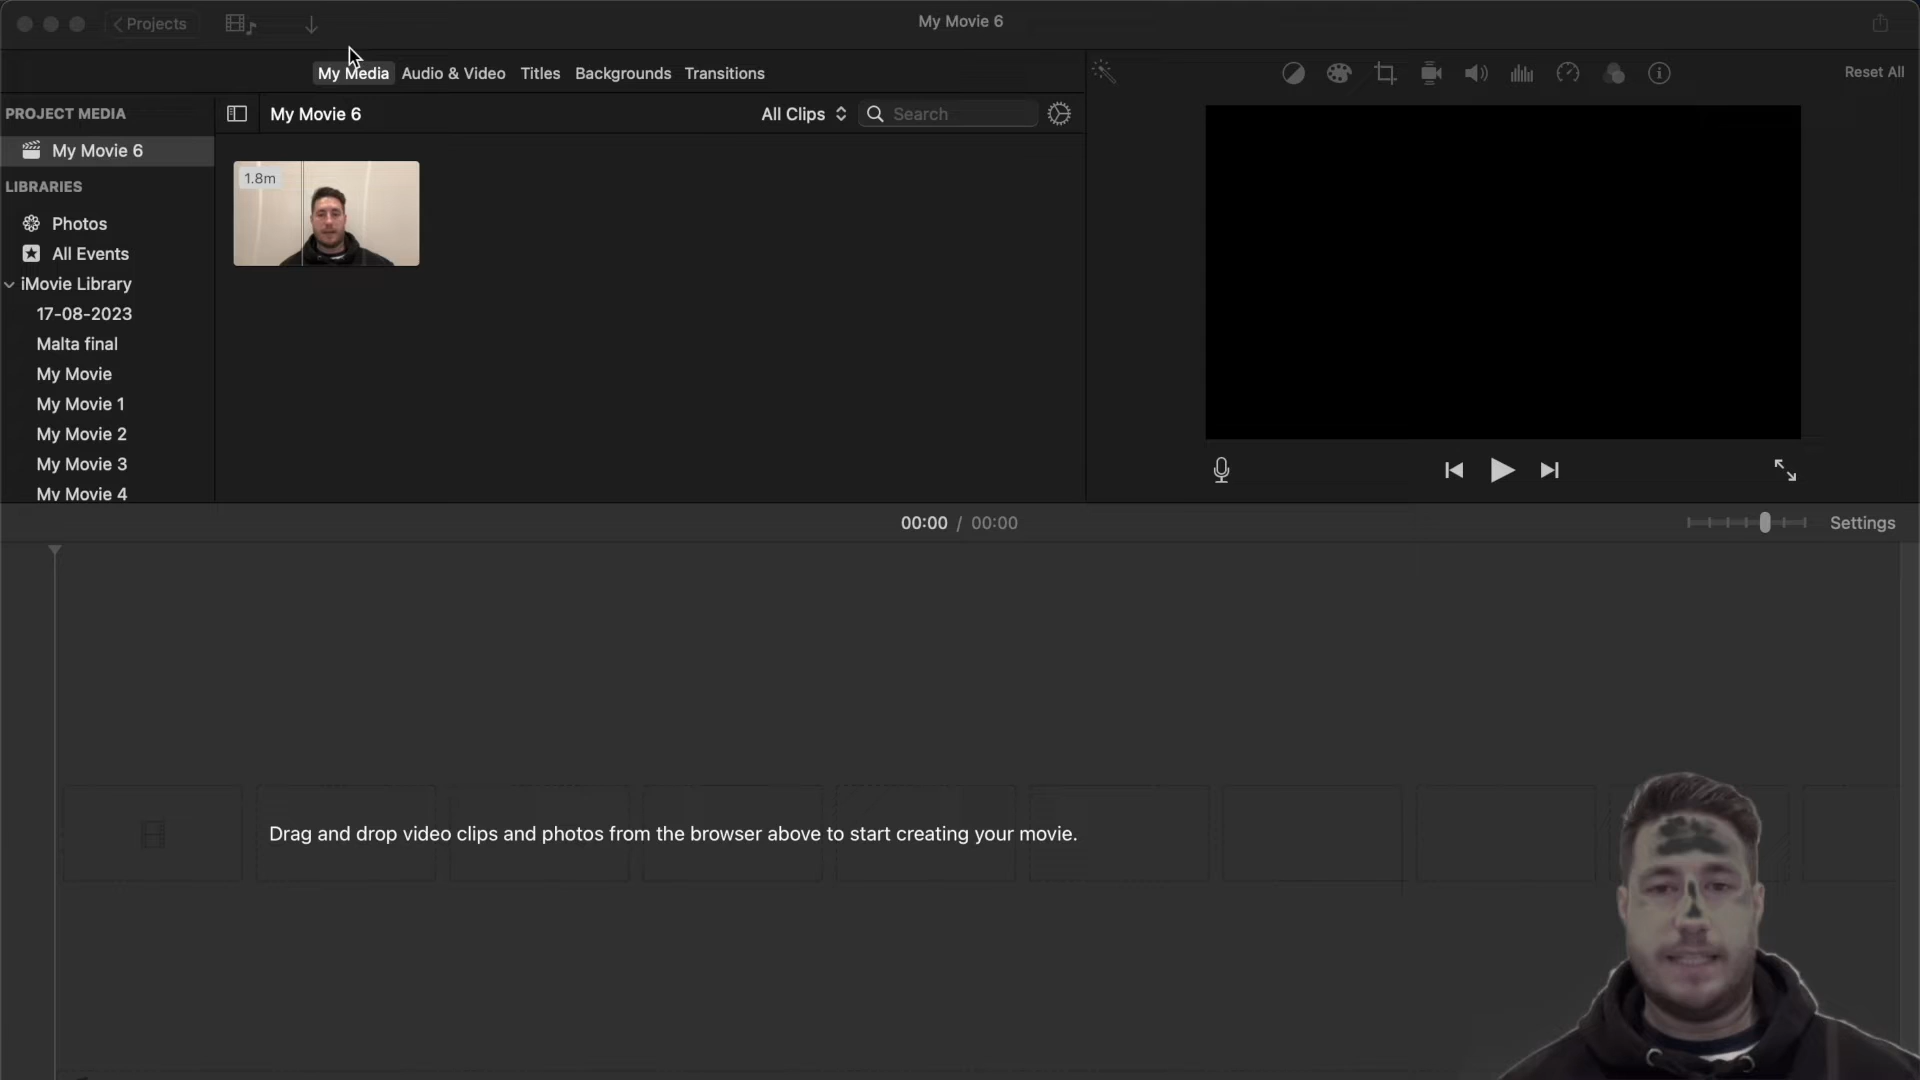 Projects
My Movie 6
My Media Audio & Video Titles Backgrounds Transitions
Reset All
PROJECT MEDIA
My Movie 6
All Clips
Search
My Movie 6
1.8m
LIBRARIES
Photos
All Events
iMovie Library
17-08-2023
Malta final
My Movie
My Movie 1
My Movie 2
My Movie 3
My Movie 4
00:00 / 00:00
Settings
Drag and drop video clips and photos from the browser above to start creating your movie.